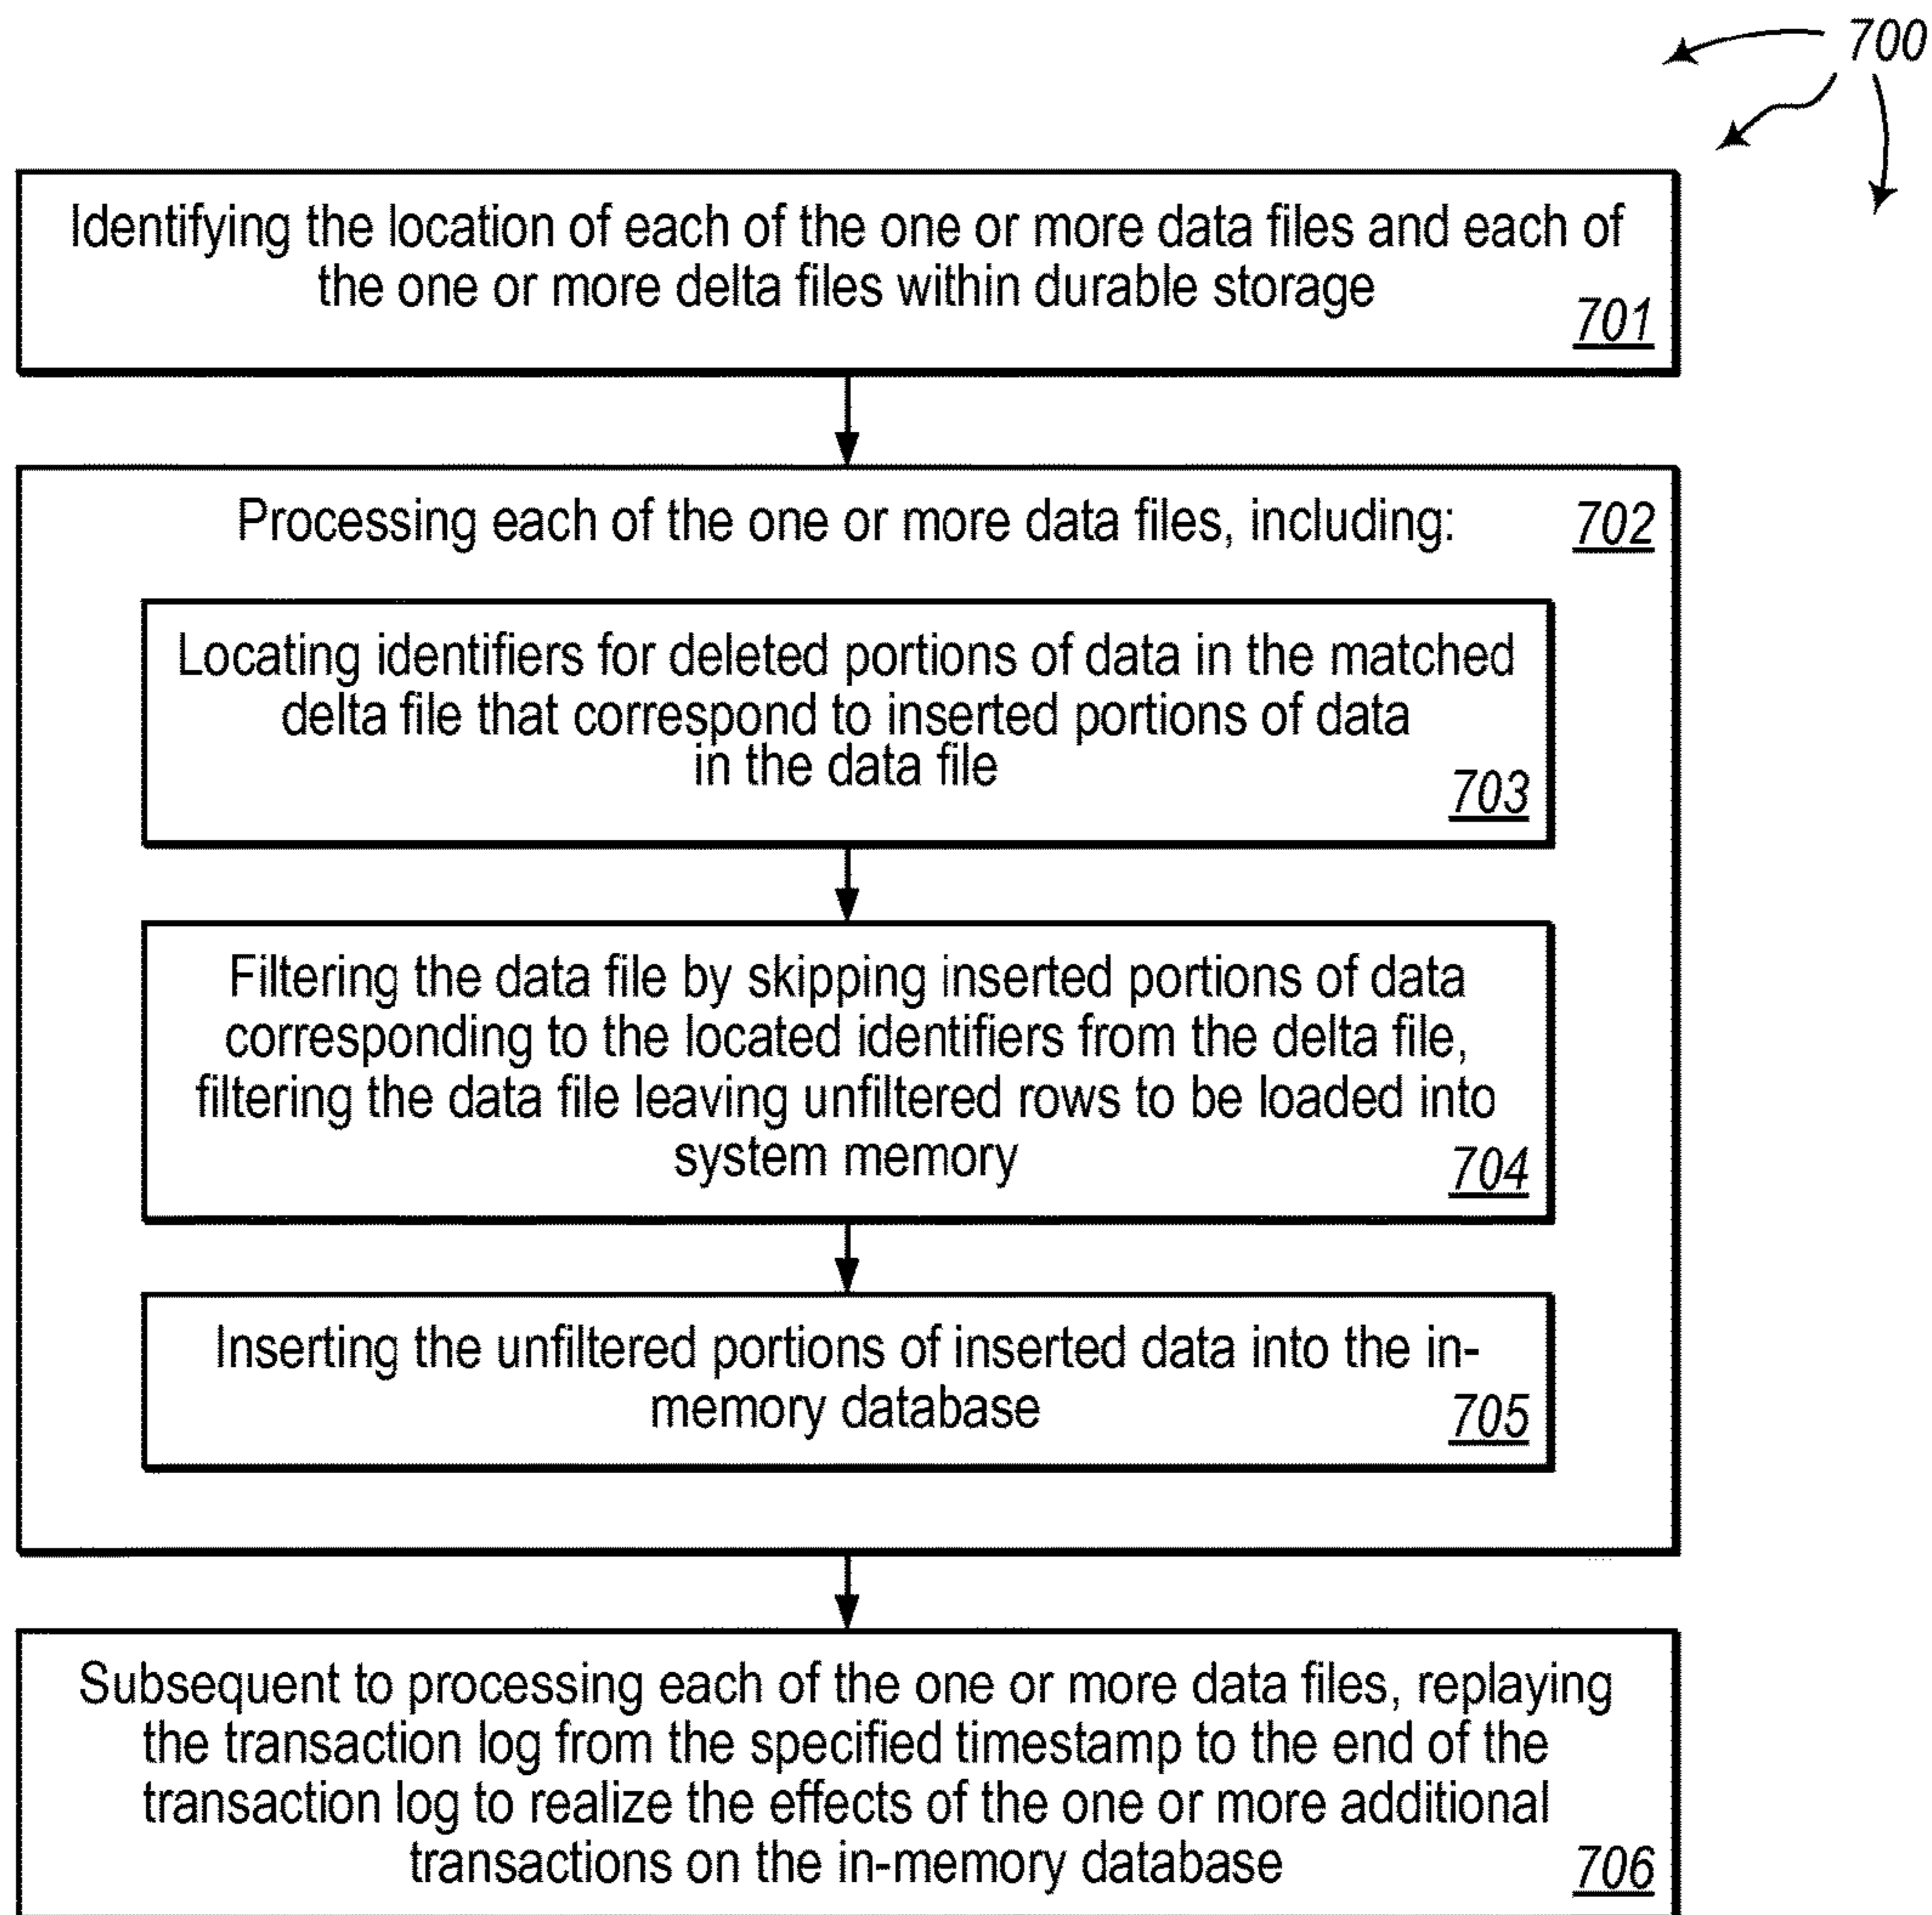 700
Identifying the location of each of the one or more data files and each of
the one or more delta files within durable storage
701
Processing each of the one or more data files, including:
702
Locating identifiers for deleted portions of data in the matched
delta file that correspond to inserted portions of data
in the data file
703
Filtering the data file by skipping inserted portions of data
corresponding to the located identifiers from the delta file,
filtering the data file leaving unfiltered rows to be loaded into
system memory
704
Inserting the unfiltered portions of inserted data into the in-
memory database
705
Subsequent to processing each of the one or more data files, replaying
the transaction log from the specified timestamp to the end of the
transaction log to realize the effects of the one or more additional
transactions on the in-memory database
706